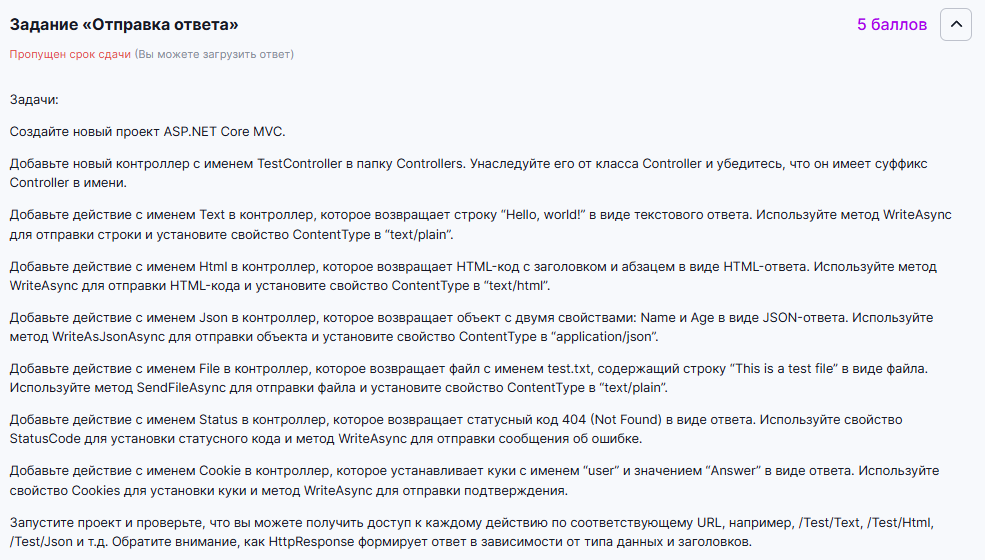 Задание «Отправка ответа»
5 баллов
Пропущен срок сдачи (Вы можете загрузить ответ)
Задачи:
Создайте новый проект ASP.NET Core MVC.
Добавьте новый контроллер с именем TestController в папку Controllers. Унаследуйте его от класса Controller и убедитесь, что он имеет суффикс
Controller в имени.
Добавьте действие с именем Text в контроллер, которое возвращает строку “Hello, world!” в виде текстового ответа. Используйте метод WriteAsync
для отправки строки и установите свойство ContentType в “text/plain”.
Добавьте действие с именем Html в контроллер, которое возвращает HTML-код с заголовком и абзацем в виде HTML-ответа. Используйте метод
WriteAsync для отправки HTML-кода и установите свойство ContentType в “text/html”.
Добавьте действие с именем Json в контроллер, которое возвращает объект с двумя свойствами: Name и Age в виде JSON-ответа. Используйте
метод WriteAsJsonAsync для отправки объекта и установите свойство ContentType в “application/json”.
Добавьте действие с именем File в контроллер, которое возвращает файл с именем test.txt, содержащий строку “This is a test file” в виде файла.
Используйте метод SendFileAsync для отправки файла и установите свойство ContentType в “text/plain”.
Добавьте действие с именем Status в контроллер, которое возвращает статусный код 404 (Not Found) в виде ответа. Используйте свойство
StatusCode для установки статусного кода и метод WriteAsync для отправки сообщения об ошибке.
Добавьте действие с именем Cookie в контроллер, которое устанавливает куки с именем “user” и значением “Answer” в виде ответа. Используйте
свойство Cookies для установки куки и метод WriteAsync для отправки подтверждения.
Запустите проект и проверьте, что вы можете получить доступ к каждому действию по соответствующему URL, например, /Test/Text, /Test/Html,
/Test/Json и т.д. Обратите внимание, как HttpResponse формирует ответ в зависимости от типа данных и заголовков.